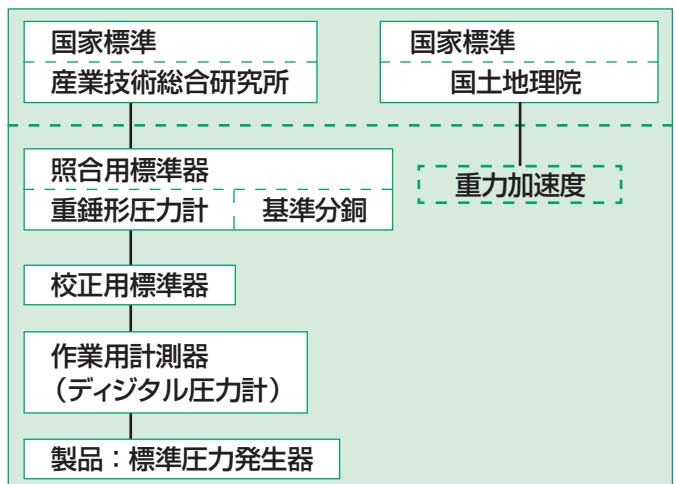 国家標準
産業技術総合研究所
国家標準
国土地理院
照合用標準器
重錘形圧力計
基準分銅
重力加速度
校正用標準器
作業用計測器
（ディジタル圧力計）
製品：標準圧力発生器